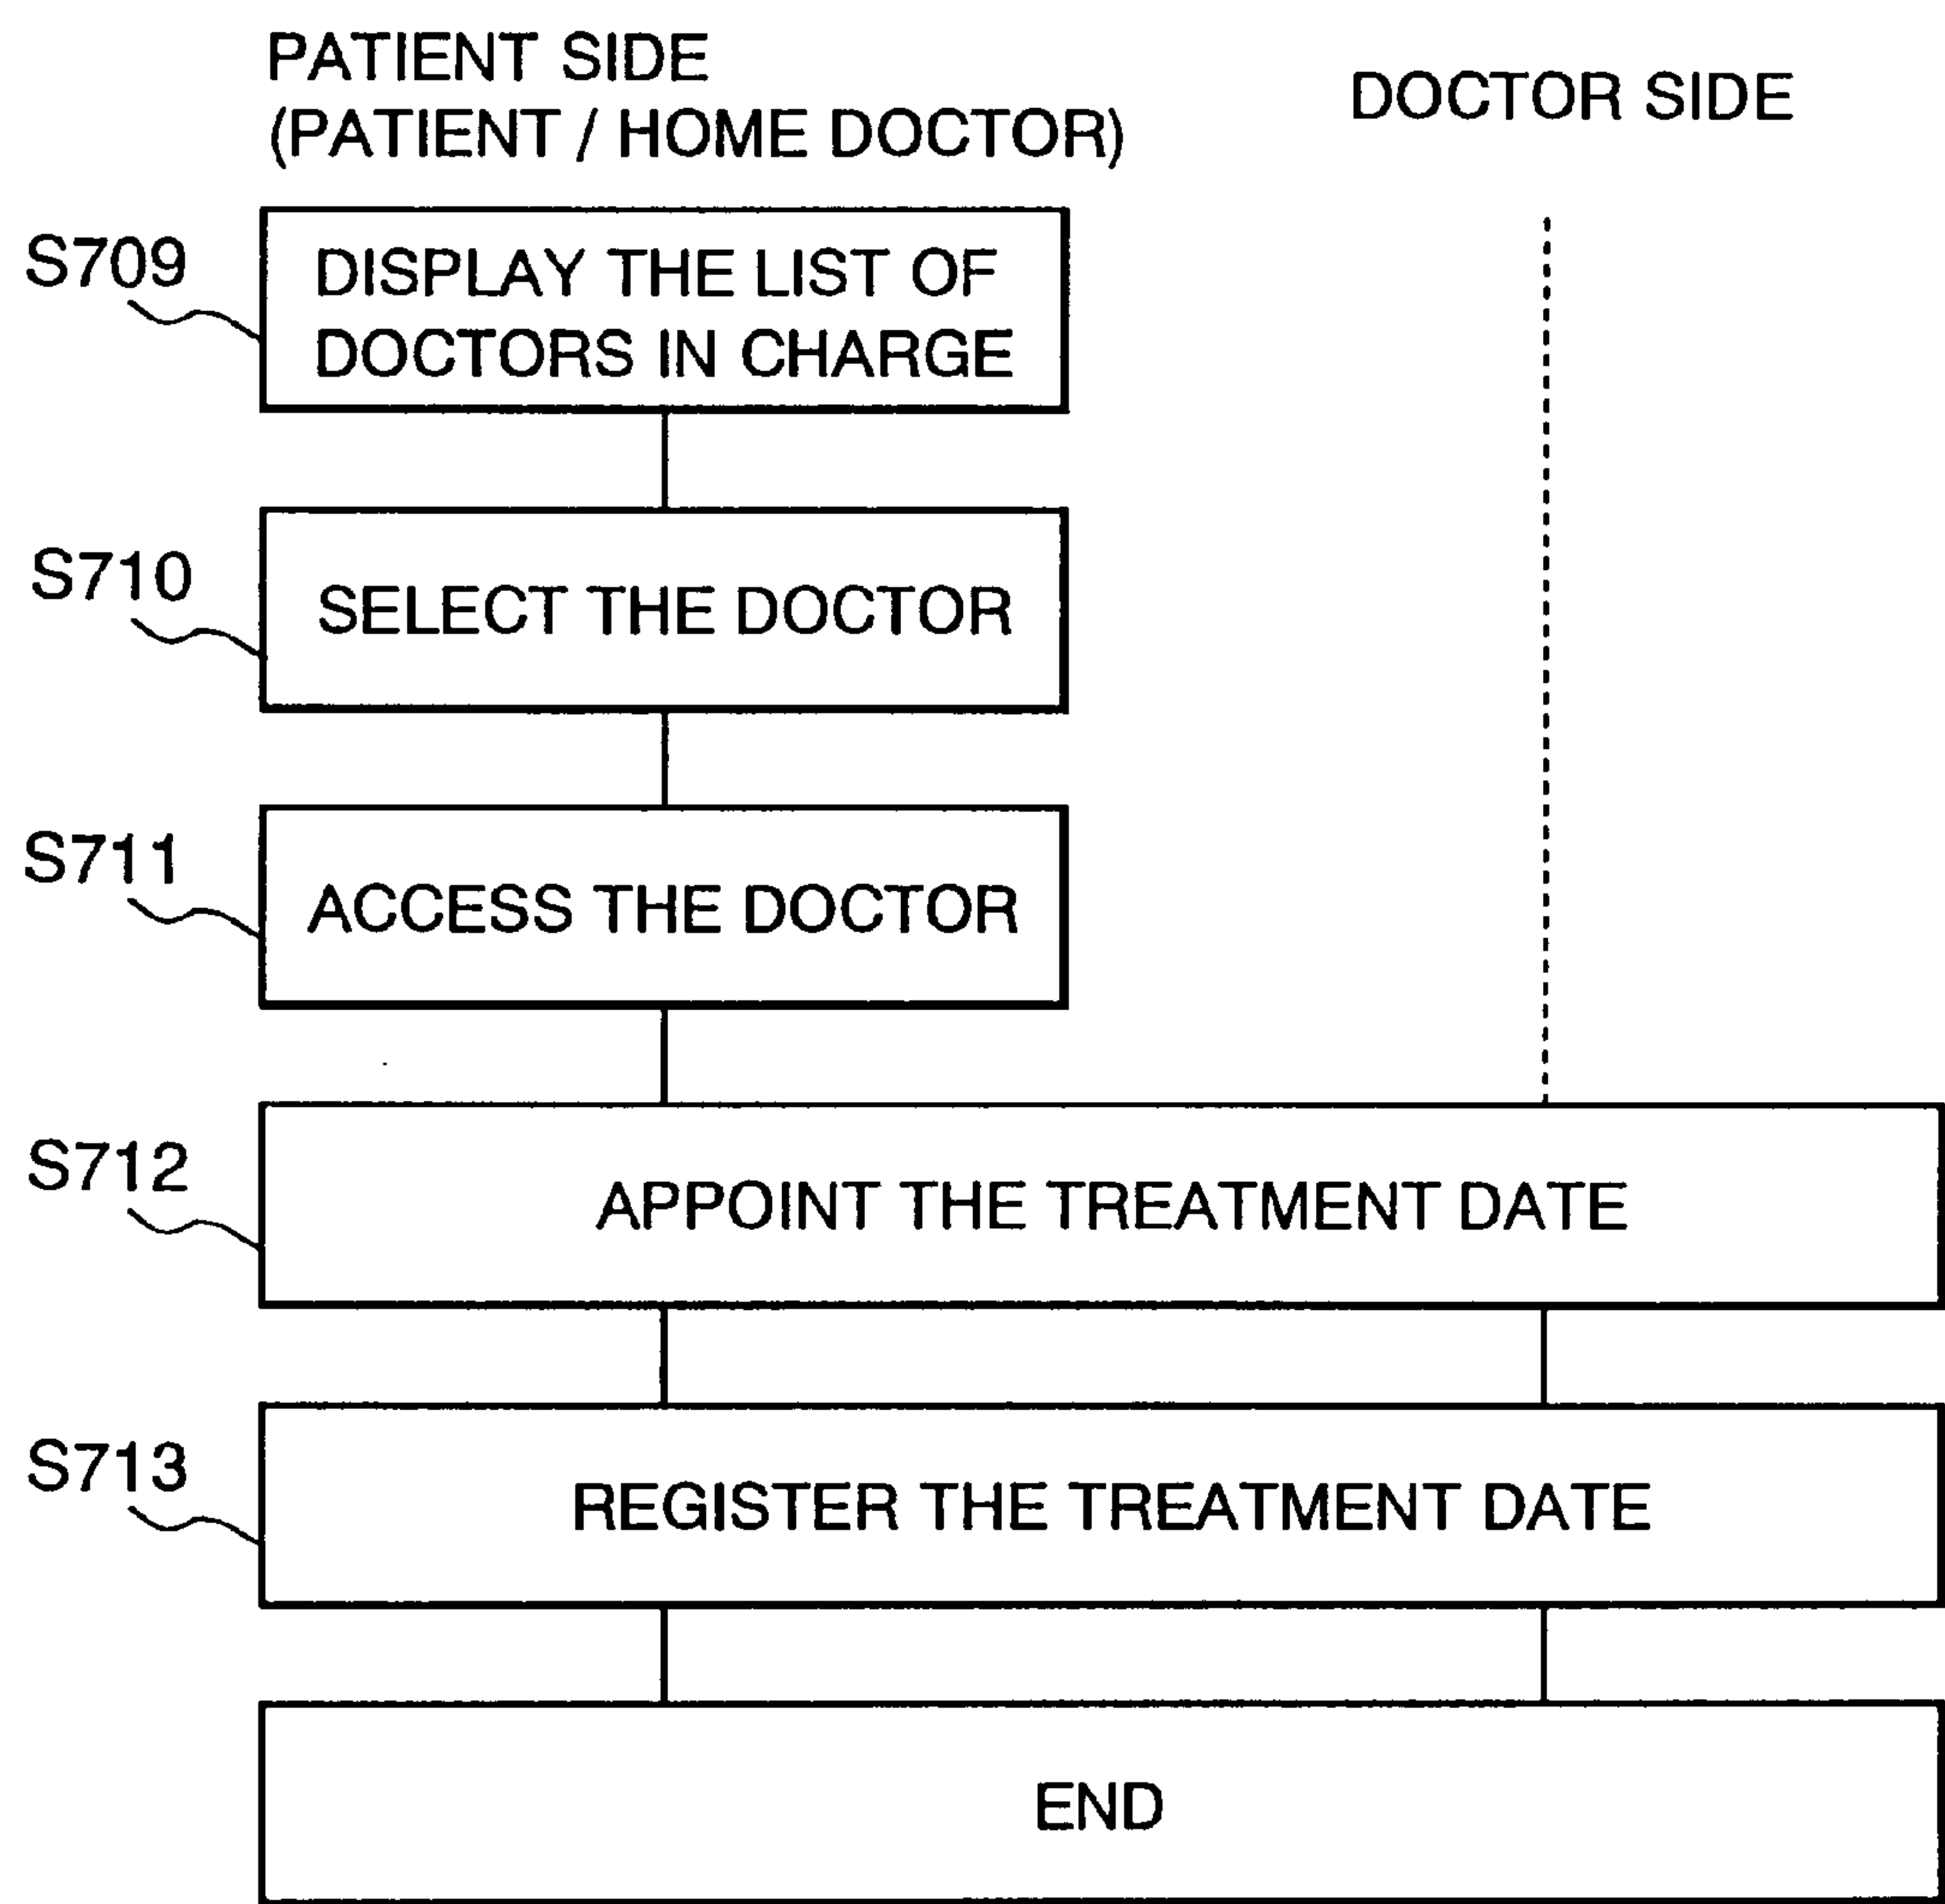 PATIENT SIDE
(PATIENT / HOME DOCTOR)
DOCTOR SIDE
S709
DISPLAY THE LIST OF
DOCTORS IN CHARGE
S710
SELECT THE DOCTOR
S711
ACCESS THE DOCTOR
S712
APPOINT THE TREATMENT DATE
S713
REGISTER THE TREATMENT DATE
END